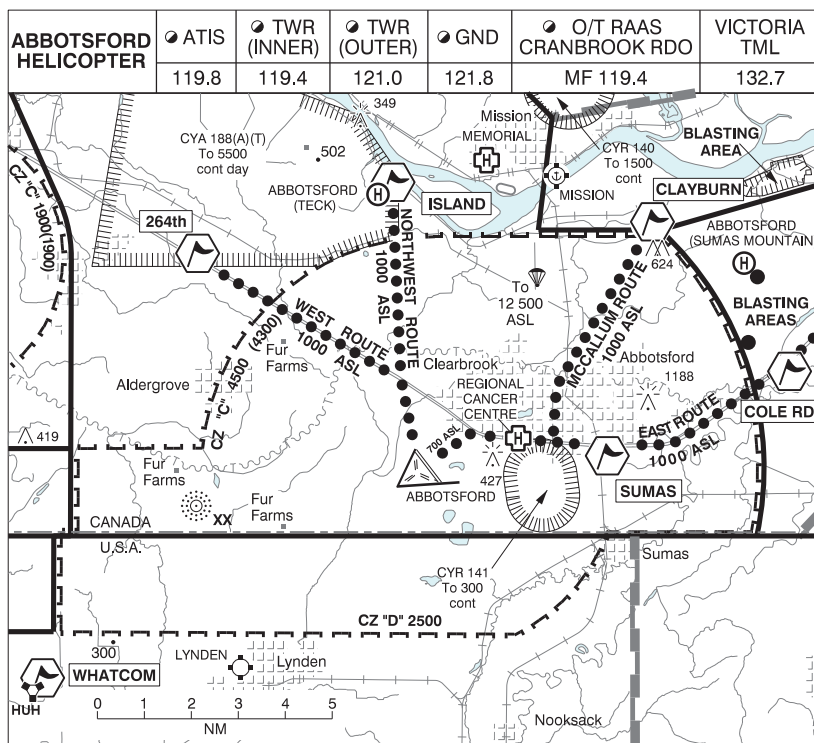 ABBOTSFORD
HELICOPTER
ATIS
119.8
TWR
(INNER)
119.4
TWR
(OUTER)
121.0
GND
121.8
O/T RAAS
CRANBROOK RDO
MF 119.4
VICTORIA
TML
132.7
349
Mission
MEMORIAL
H
CYA 188(A)(T)
To 5500
cont day
502
CYR 140
To 1500
cont
BLASTING
AREA
CZ "C" 1900(1900)
ABBOTSFORD
(TECK)
H
ISLAND
MISSION
CLAYBURN
264th
ABBOTSFORD
(SUMAS MOUNTAIN
H
624
NORTHWEST ROUTE
1000 ASL
To
12 500
ASL
BLASTING
AREAS
WEST ROUTE
1000 ASL
MCCALLUM ROUTE
1000 ASL
CZ "C" 4500 (4300)
Fur
Farms
Clearbrook
Abbotsford
1188
Aldergrove
REGIONAL
CANCER
CENTRE
H
COLE RD
EAST ROUTE
1000 ASL
419
700 ASL
427
Fur
Farms
ABBOTSFORD
SUMAS
Fur
Farms
XX
CANADA
U.S.A.
Sumas
CYR 141
To 300
cont
CZ "D" 2500
300
LYNDEN
Lynden
WHATCOM
HUH
0 1 2 3 4 5
NM
Nooksack